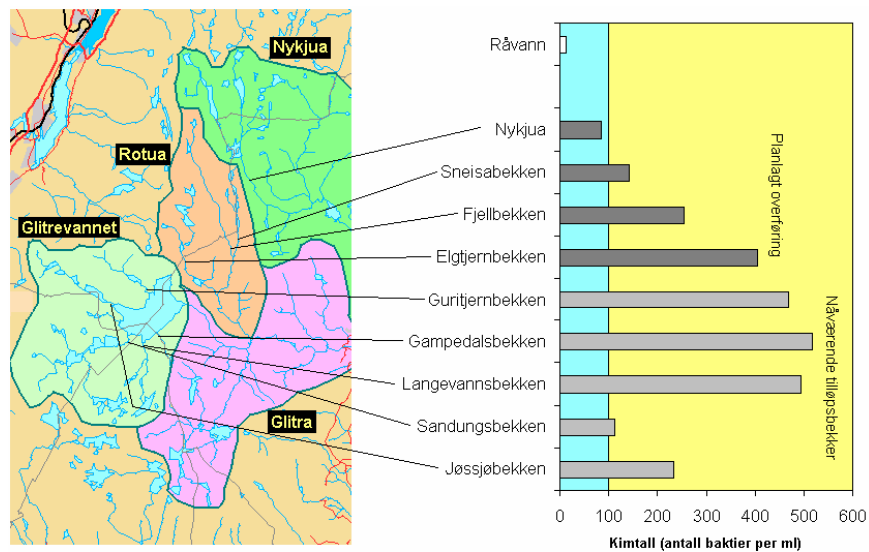 Nykjua
Rotua
Glitrevannet
Glitra
Råvann
Nykjua
Sneisabekken
Fjellbekken
Elgtjernbekken
Guritjernbekken
Gampedalsbekken
Langevannsbekken
Sandungsbekken
Jøssjøbekken
Planlagt overføring
Nåværende tilløpsbekker
0 100 200 300 400 500 600
Kimtall (antall baktier per ml)